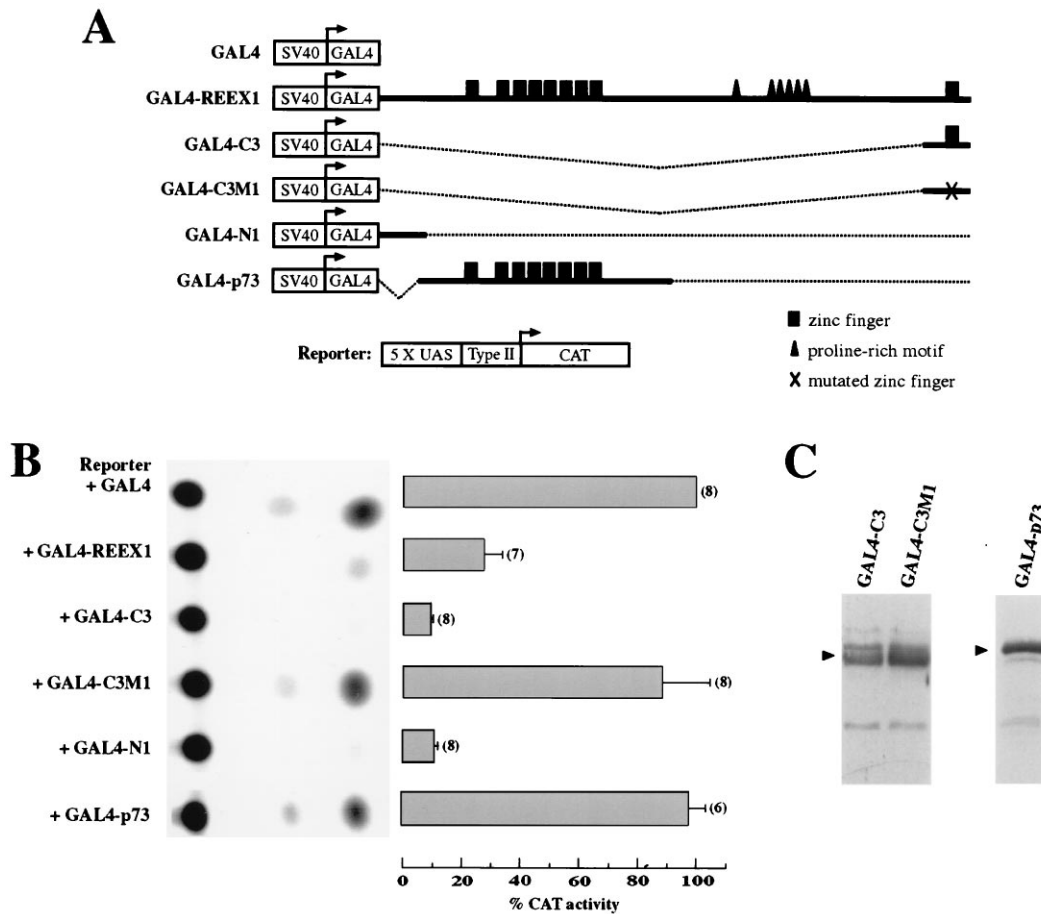 A
GAL4 SV40 GAL4
GAL4-REEX1 SV40 GAL4
GAL4-C3 SV40 GAL4
GAL4-C3M1 SV40 GAL4
GAL4-N1 SV40 GAL4
GAL4-p73 SV40 GAL4
Reporter: 5 X UAS Type II CAT
zinc finger
proline-rich motif
mutated zinc finger
B
Reporter
+ GAL4 (8)
+ GAL4-REEX1 (7)
+ GAL4-C3 (8)
+ GAL4-C3M1 (8)
+ GAL4-N1 (8)
+ GAL4-p73 (6)
0 20 40 60 80 100
% CAT activity
C
GAL4-C3
GAL4-C3M1
GAL4-p73